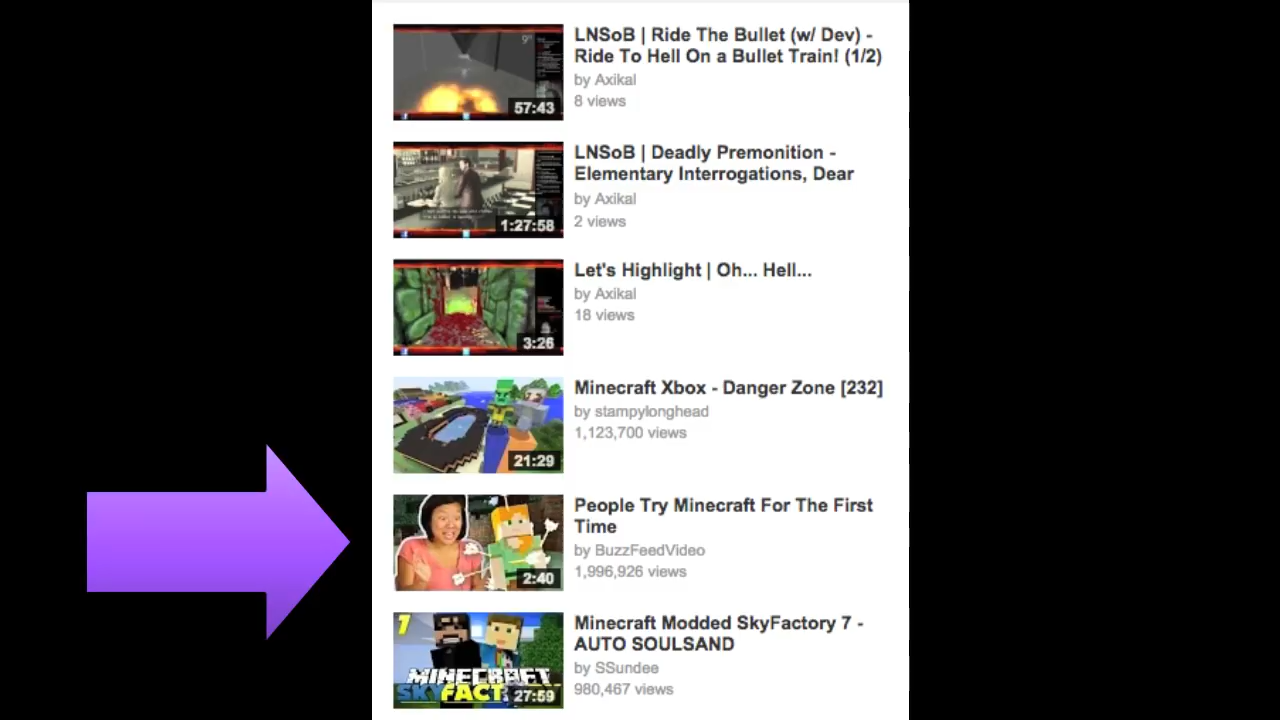 LNSoB | Ride The Bullet (w/ Dev) -
Ride To Hell On a Bullet Train! (1/2)
by Axikal
8 views
57:43
LNSoB | Deadly Premonition -
Elementary Interrogations, Dear
by Axikal
2 views
1:27:58
Let's Highlight | Oh... Hell...
by Axikal
18 views
3:26
Minecraft Xbox - Danger Zone [232]
by stampylonghead
1,123,700 views
21:29
People Try Minecraft For The First
Time
by BuzzFeedVideo
1,996,926 views
2:40
Minecraft Modded SkyFactory 7 -
AUTO SOULSAND
by SSundee
980,467 views
7
MINECRAFT
SKYFACT
27:59